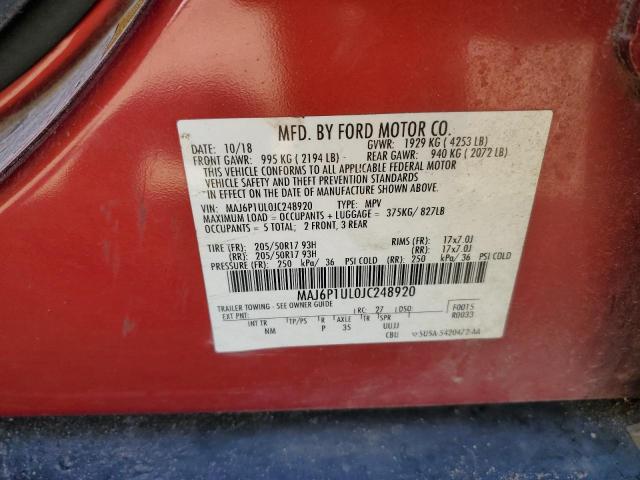 MFD. BY FORD MOTOR CO.
DATE: 10/18 GVWR: 1929 KG ( 4253 LB)
FRONT GAWR: 995 KG ( 2194 LB) REAR GAWR: 940 KG ( 2072 LB)
THIS VEHICLE CONFORMS TO ALL APPLICABLE FEDERAL MOTOR
VEHICLE SAFETY AND THEFT PREVENTION STANDARDS
IN EFFECT ON THE DATE OF MANUFACTURE SHOWN ABOVE.
VIN: MAJ6P1UL0JC248920 TYPE: MPV
MAXIMUM LOAD = OCCUPANTS + LUGGAGE = 375KG/ 827LB
OCCUPANTS = 5 TOTAL; 2 FRONT, 3 REAR
TIRE (FR): 205/50R17 93H RIMS (FR): 17x7.0J
(RR): 205/50R17 93H (RR): 17x7.0J
PRESSURE (FR): 250 kPa/ 36 PSI COLD (RR): 250 kPa/ 36 PSI COLD
MAJ6P1UL0JC248920
TRAILER TOWING - SEE OWNER GUIDE
EXT PNT: RC: 27 DSO: F0015
R0033
INT TR TP/PS R AXLE TR SPR
NM P 35 UUJJ
CBU